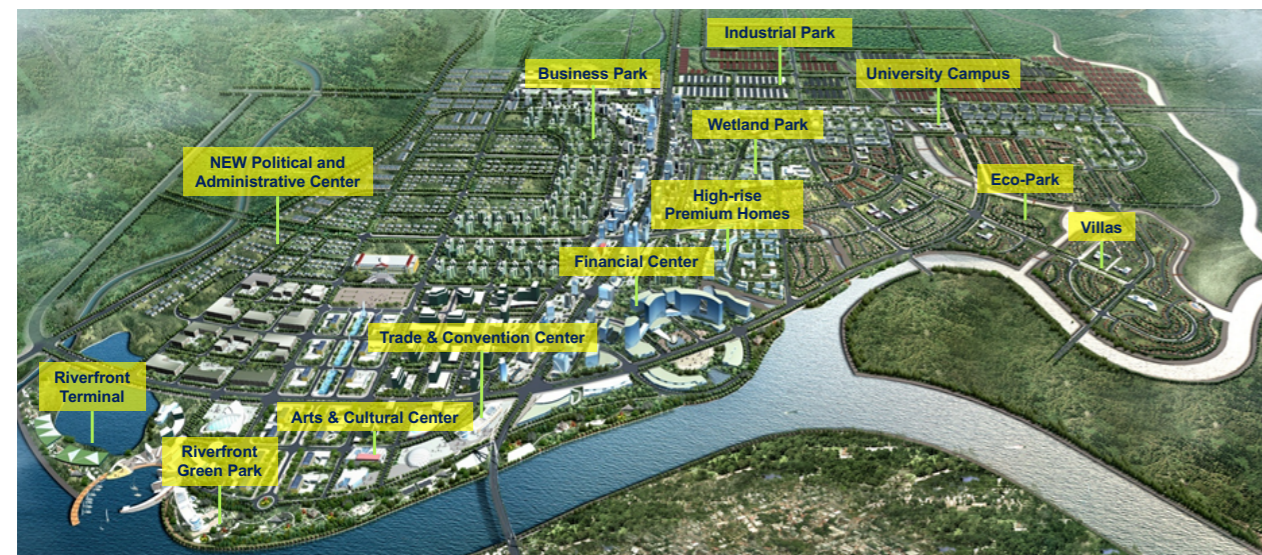 Industrial Park
Business Park
University Campus
Wetland Park
NEW Political and
Administrative Center
Eco-Park
High-rise
Premium Homes
Villas
Financial Center
Trade & Convention Center
Riverfront
Terminal
Arts & Cultural Center
Riverfront
Green Park